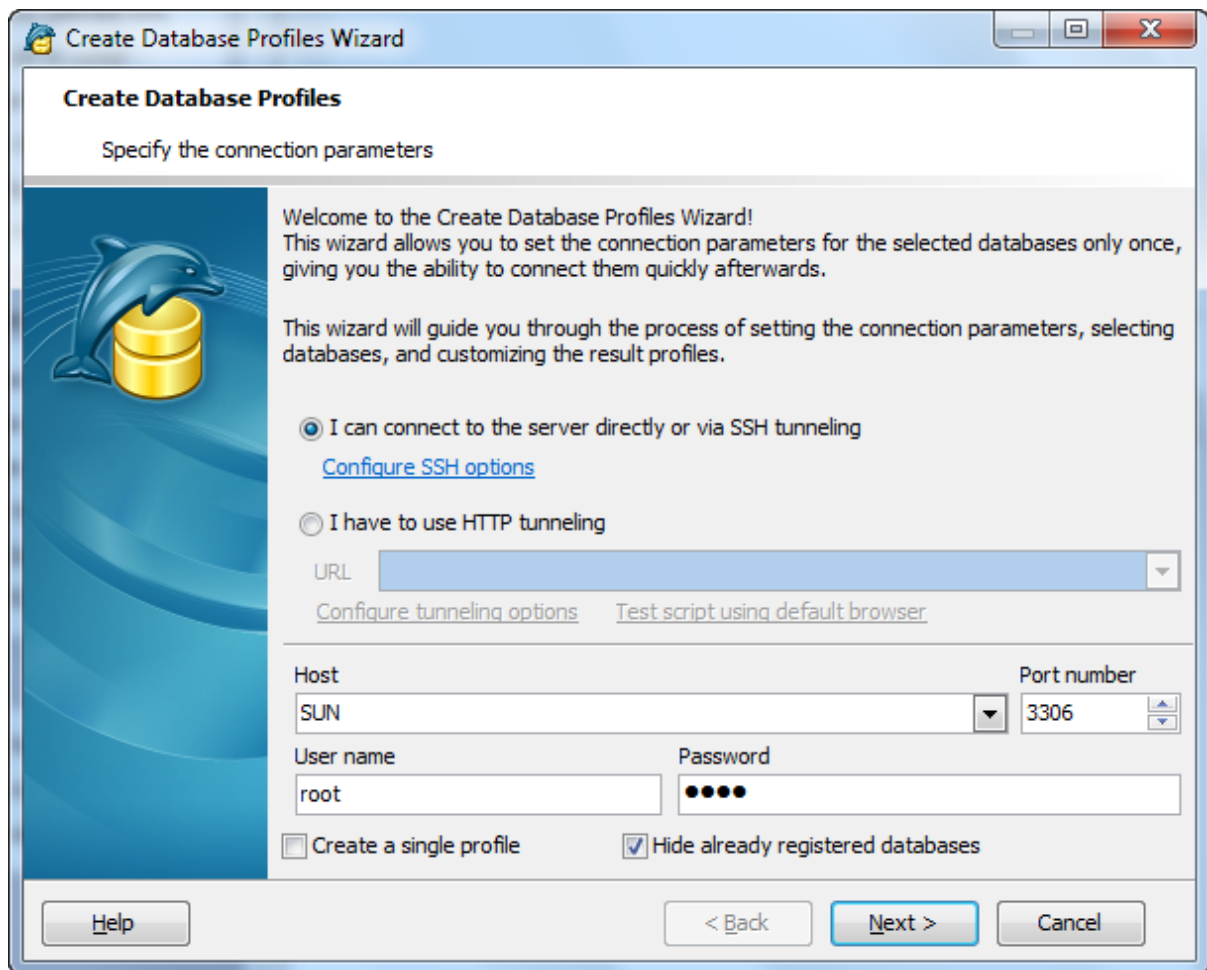 Create Database Profiles Wizard
Create Database Profiles
Specify the connection parameters
Welcome to the Create Database Profiles Wizard!
This wizard allows you to set the connection parameters for the selected databases only once,
giving you the ability to connect them quickly afterwards.
This wizard will guide you through the process of setting the connection parameters, selecting
databases, and customizing the result profiles.
I can connect to the server directly or via SSH tunneling
Configure SSH options
I have to use HTTP tunneling
URL
Configure tunneling options Test script using default browser
Host Port number
SUN 3306
User name Password
root ●●●●
Create a single profile Hide already registered databases
Help < Back Next > Cancel